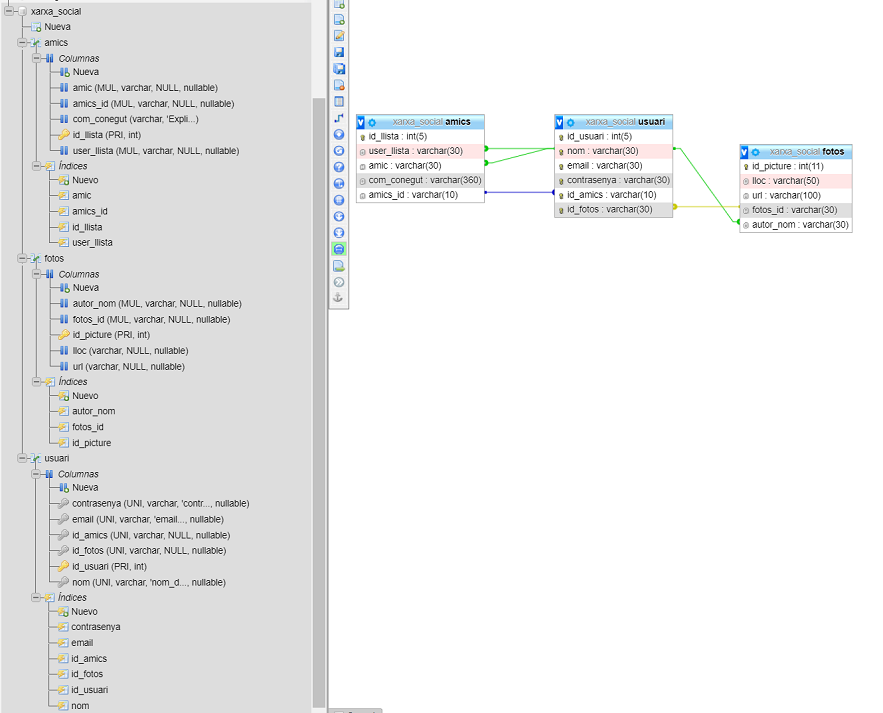 xarxa_social
Nueva
amics
Columnas
Nueva
amic (MUL, varchar, NULL, nullable)
amics_id (MUL, varchar, NULL, nullable)
com_conegut (varchar, 'Expli...)
id_llista (PRI, int)
user_llista (MUL, varchar, NULL, nullable)
Índices
Nuevo
amic
amics_id
id_llista
user_llista
fotos
Columnas
Nueva
autor_nom (MUL, varchar, NULL, nullable)
fotos_id (MUL, varchar, NULL, nullable)
id_picture (PRI, int)
lloc (varchar, NULL, nullable)
url (varchar, NULL, nullable)
Índices
Nuevo
autor_nom
fotos_id
id_picture
usuari
Columnas
Nueva
contrasenya (UNI, varchar, 'contr..., nullable)
email (UNI, varchar, 'email..., nullable)
id_amics (UNI, varchar, NULL, nullable)
id_fotos (UNI, varchar, NULL, nullable)
id_usuari (PRI, int)
nom (UNI, varchar, 'nom_d..., nullable)
Índices
Nuevo
contrasenya
email
id_amics
id_fotos
id_usuari
nom
xarxa_social amics
id_llista : int(5)
user_llista : varchar(30)
amic : varchar(30)
com_conegut : varchar(360)
amics_id : varchar(10)
xarxa_social usuari
id_usuari : int(5)
nom : varchar(30)
email : varchar(30)
contrasenya : varchar(30)
id_amics : varchar(10)
id_fotos : varchar(30)
xarxa_social fotos
id_picture : int(11)
lloc : varchar(50)
url : varchar(100)
fotos_id : varchar(30)
autor_nom : varchar(30)